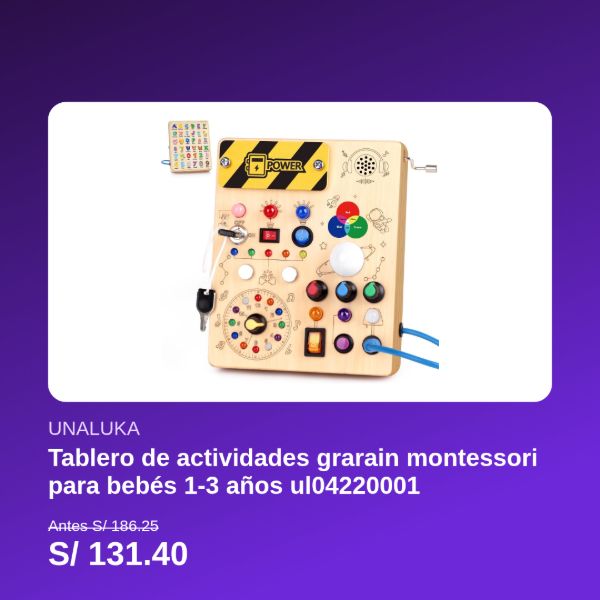 POWER
UNALUKA
Tablero de actividades grarain montessori
para bebés 1-3 años ul04220001
Antes S/ 186.25
S/ 131.40